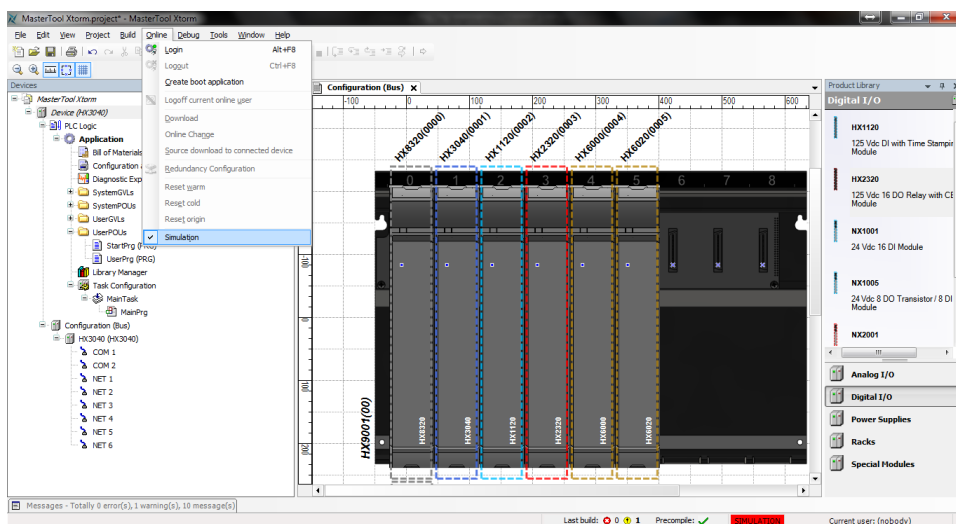 MasterTool Xtorm.project* - MasterTool Xtorm
File Edit View Project Build Online Debug Tools Window Help
Login Alt+F8
Logout Ctrl+F8
Create boot application
Logoff current online user
Download
Online Change
Source download to connected device
Redundancy Configuration
Reset warm
Reset cold
Reset origin
Simulation
Devices
MasterTool Xtorm
Device (HX3040)
PLC Logic
Application
Bill of Materials
Configuration
Diagnostic Exp
SystemGVLs
SystemPOUs
UserGVLs
UserPOUs
StartPrg (PRG)
UserPrg (PRG)
Library Manager
Task Configuration
MainTask
MainPrg
Configuration (Bus)
HX3040 (HX3040)
COM 1
COM 2
NET 1
NET 2
NET 3
NET 4
NET 5
NET 6
Configuration (Bus)
-100 0 100 200 300 400 500 600
-100
0
100
200
HX8320(0000) HX3040(0001) HX1120(0002) HX2320(0003) HX6000(0004) HX6020(0005)
0 1 2 3 4 5 6 7 8
HX8320 HX3040 HX1120 HX2320 HX6000 HX6020
HX9001(00)
Product Library
Digital I/O
HX1120
125 Vdc DI with Time Stampin
Module
HX2320
125 Vdc 16 DO Relay with CB
Module
NX1001
24 Vdc 16 DI Module
NX1005
24 Vdc 8 DO Transistor / 8 DI
Module
NX2001
Analog I/O
Digital I/O
Power Supplies
Racks
Special Modules
Messages - Totally 0 error(s), 1 warning(s), 10 message(s)
Last build: 0 1 Precompile: SIMULATION Current user: (nobody)